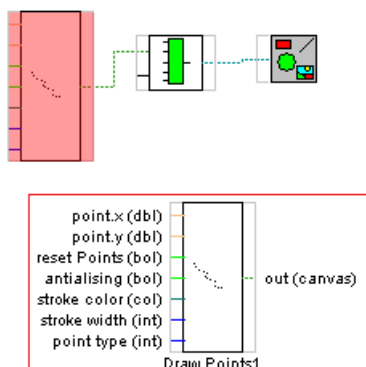 point.x (dbl)
point.y (dbl)
reset Points (bol)
antialising (bol)
stroke color (col)
stroke width (int)
point type (int)
out (canvas)
Draw Points1